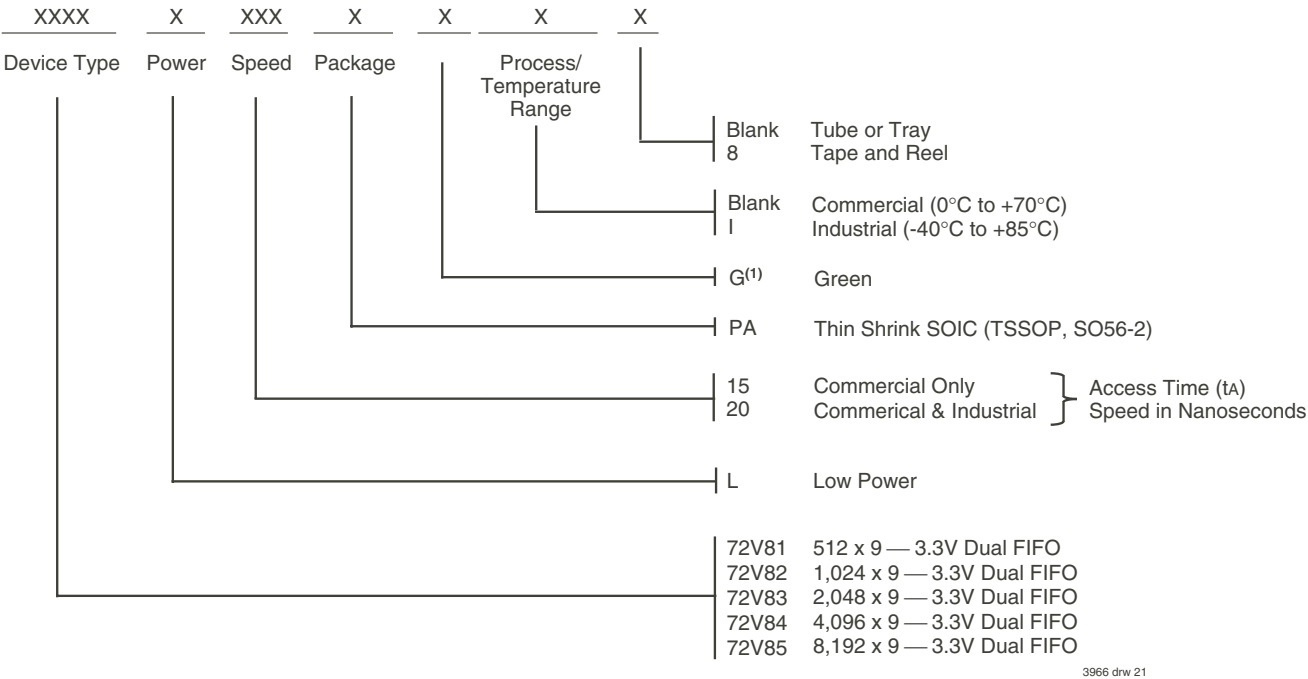 XXXX X XXX X X X X
Device Type Power Speed Package Process/
Temperature
Range
Blank Tube or Tray
8 Tape and Reel
Blank Commercial (0°C to +70°C)
I Industrial (-40°C to +85°C)
G(1) Green
PA Thin Shrink SOIC (TSSOP, SO56-2)
15 Commercial Only Access Time (tA)
20 Commerical & Industrial Speed in Nanoseconds
L Low Power
72V81 512 x 9 — 3.3V Dual FIFO
72V82 1,024 x 9 — 3.3V Dual FIFO
72V83 2,048 x 9 — 3.3V Dual FIFO
72V84 4,096 x 9 — 3.3V Dual FIFO
72V85 8,192 x 9 — 3.3V Dual FIFO
3966 drw 21